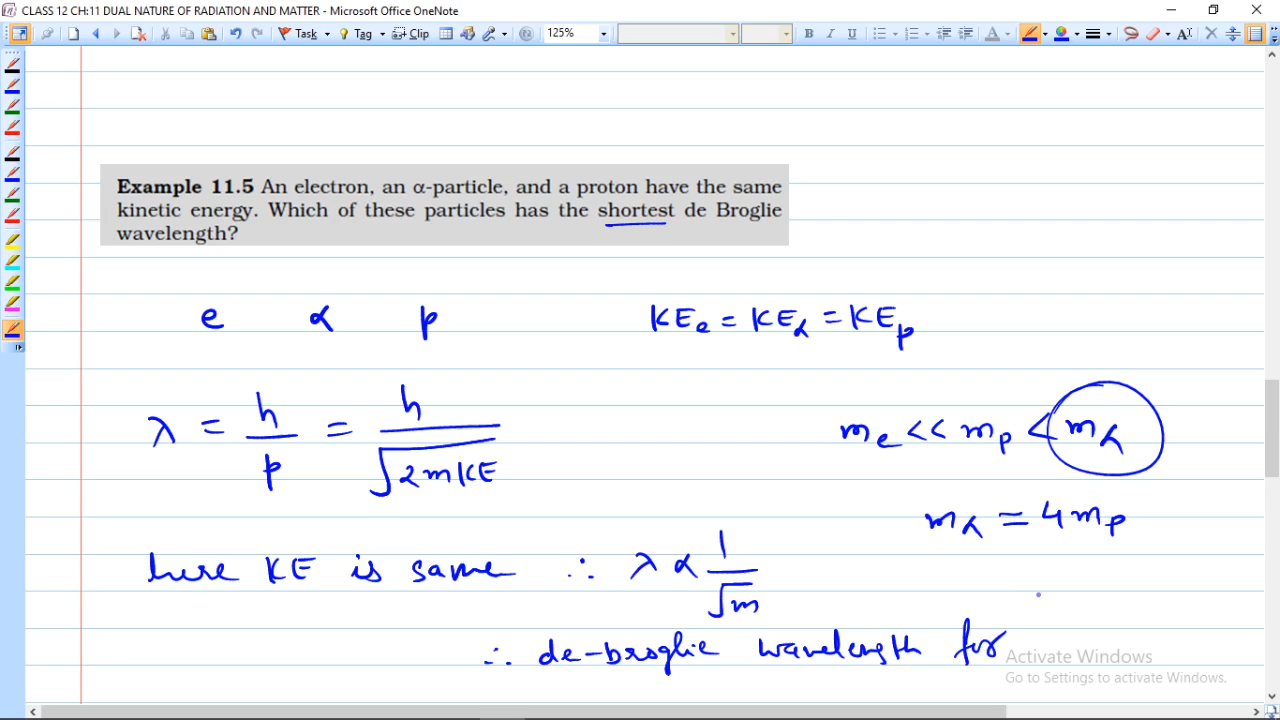 CLASS 12 CH:11 DUAL NATURE OF RADIATION AND MATTER - Microsoft Office OneNote
Task Tag Clip 125% B I U
Example 11.5 An electron, an α-particle, and a proton have the same
kinetic energy. Which of these particles has the shortest de Broglie
wavelength?
e α p KEe = KEα = KEp
λ = h/p = h/√2mKE
me << mp < mα
mα = 4mp
here KE is same ∴ λ ∝ 1/√m
∴ de-broglie wavelength for
Activate Windows
Go to Settings to activate Windows.